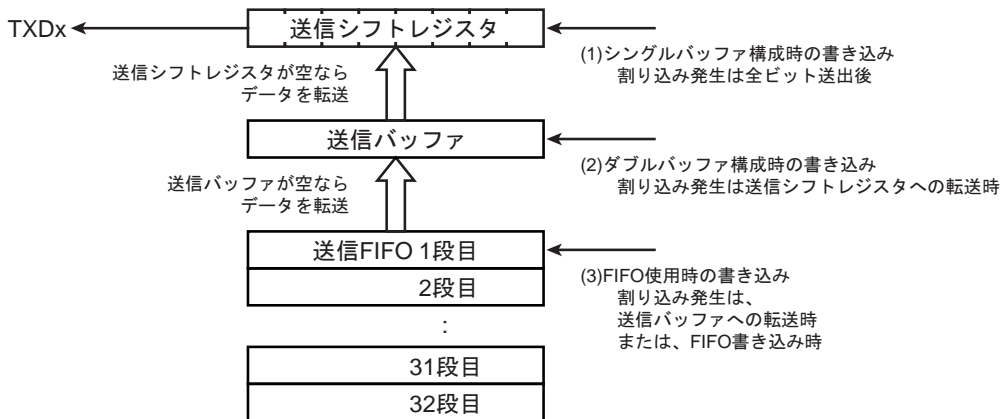 TXDx
送信シフトレジスタ
(1)シングルバッファ構成時の書き込み
割り込み発生は全ビット送出後
送信シフトレジスタが空なら
データを転送
送信バッファ
(2)ダブルバッファ構成時の書き込み
割り込み発生は送信シフトレジスタへの転送時
送信バッファが空なら
データを転送
送信FIFO 1段目
2段目
(3)FIFO使用時の書き込み
割り込み発生は、
送信バッファへの転送時
または、FIFO書き込み時
:
31段目
32段目